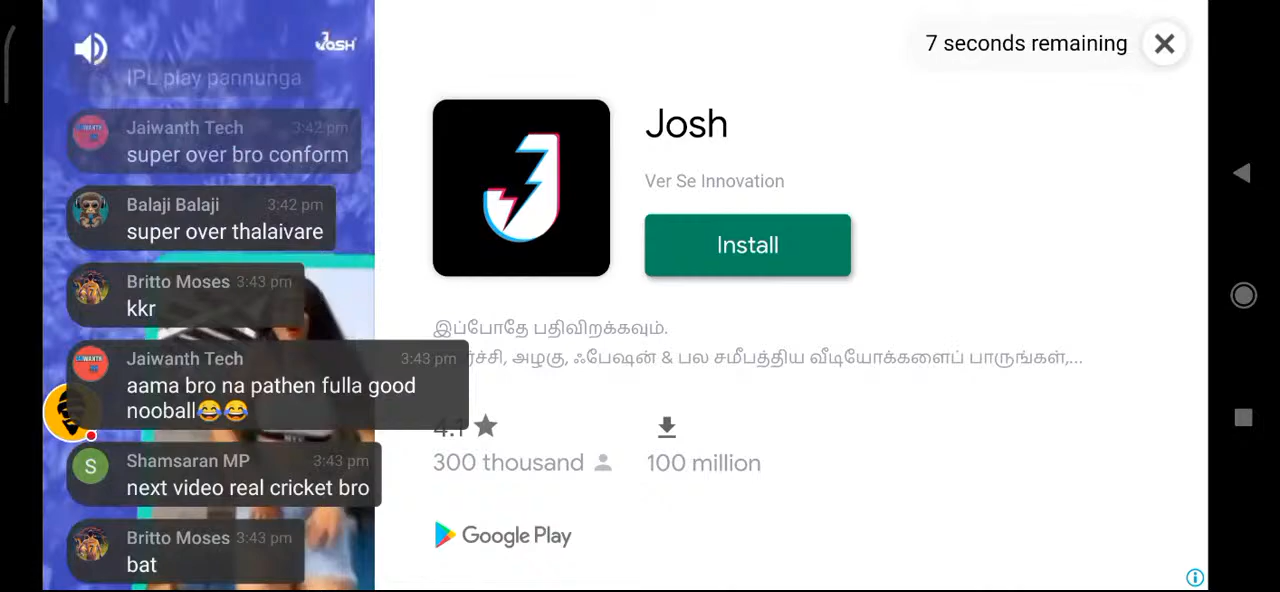 JOSH
IPL play pannunga
Jaiwanth Tech 3:42 pm
super over bro conform
Balaji Balaji 3:42 pm
super over thalaivare
Britto Moses 3:43 pm
kkr
Jaiwanth Tech 3:43 pm
aama bro na pathen fulla good
nooball😂😂
S
Shamsaran MP 3:43 pm
next video real cricket bro
Britto Moses 3:43 pm
bat
7 seconds remaining
Josh
Ver Se Innovation
Install
இப்போதே பதிவிறக்கவும்.
அழகு, ஃபேஷன் & பல சமீபத்திய வீடியோக்களைப் பாருங்கள்,...
4.1
300 thousand
100 million
Google Play